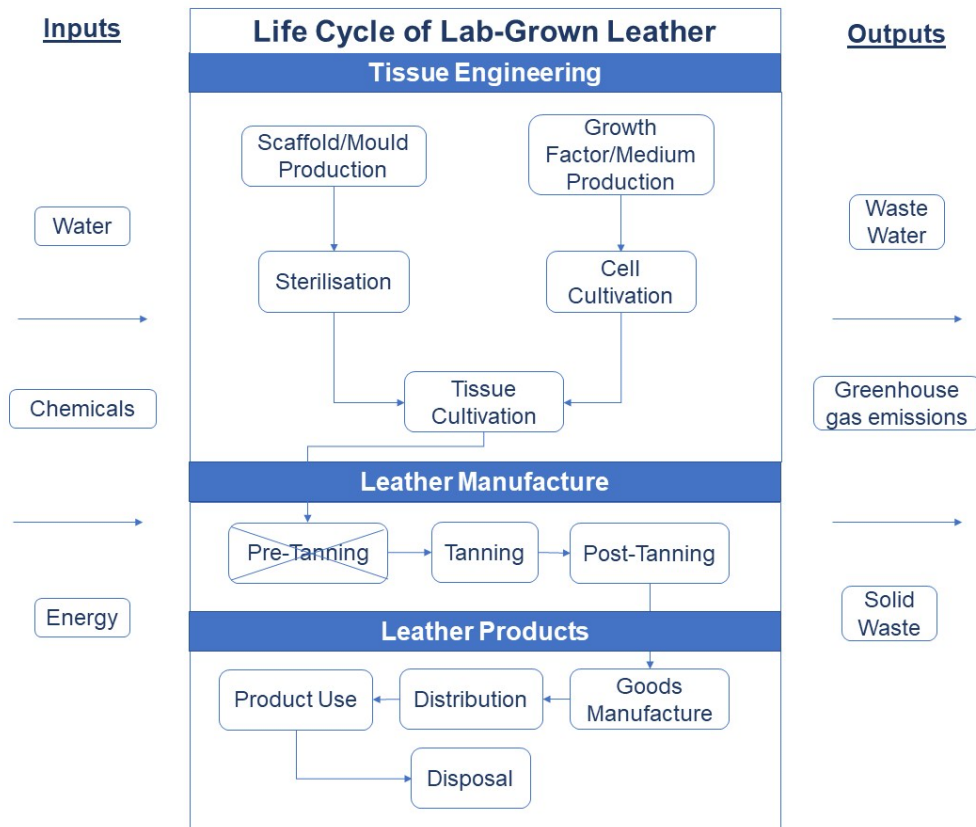 Inputs
Life Cycle of Lab-Grown Leather
Outputs
Tissue Engineering
Scaffold/Mould
Production
Growth
Factor/Medium
Production
Water
Waste
Water
Sterilisation
Cell
Cultivation
Chemicals
Tissue
Cultivation
Greenhouse
gas emissions
Leather Manufacture
Pre-Tanning
Tanning
Post-Tanning
Energy
Solid
Waste
Leather Products
Product Use
Distribution
Goods
Manufacture
Disposal